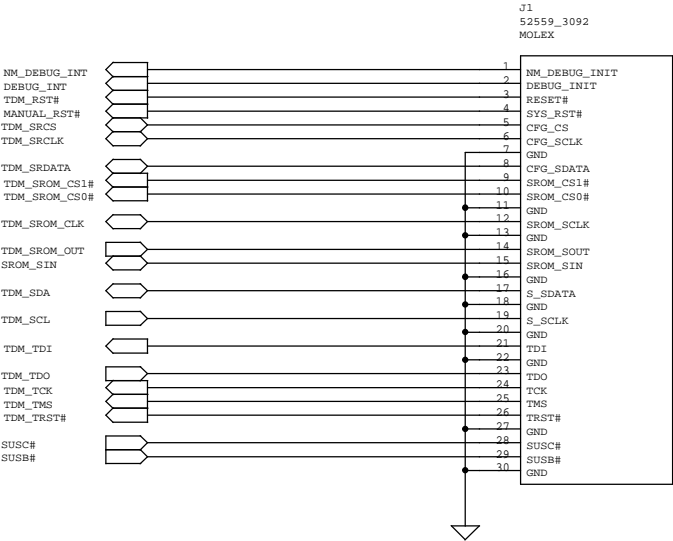 J1
52559_3092
MOLEX
NM_DEBUG_INT 1 NM_DEBUG_INIT
DEBUG_INT 2 DEBUG_INIT
TDM_RST# 3 RESET#
MANUAL_RST# 4 SYS_RST#
TDM_SRCS 5 CFG_CS
TDM_SRCLK 6 CFG_SCLK
7 GND
TDM_SRDATA 8 CFG_SDATA
TDM_SROM_CS1# 9 SROM_CS1#
TDM_SROM_CS0# 10 SROM_CS0#
11 GND
TDM_SROM_CLK 12 SROM_SCLK
13 GND
TDM_SROM_OUT 14 SROM_SOUT
SROM_SIN 15 SROM_SIN
16 GND
TDM_SDA 17 S_SDATA
18 GND
TDM_SCL 19 S_SCLK
20 GND
TDM_TDI 21 TDI
22 GND
TDM_TDO 23 TDO
TDM_TCK 24 TCK
TDM_TMS 25 TMS
TDM_TRST# 26 TRST#
27 GND
SUSC# 28 SUSC#
SUSB# 29 SUSB#
30 GND